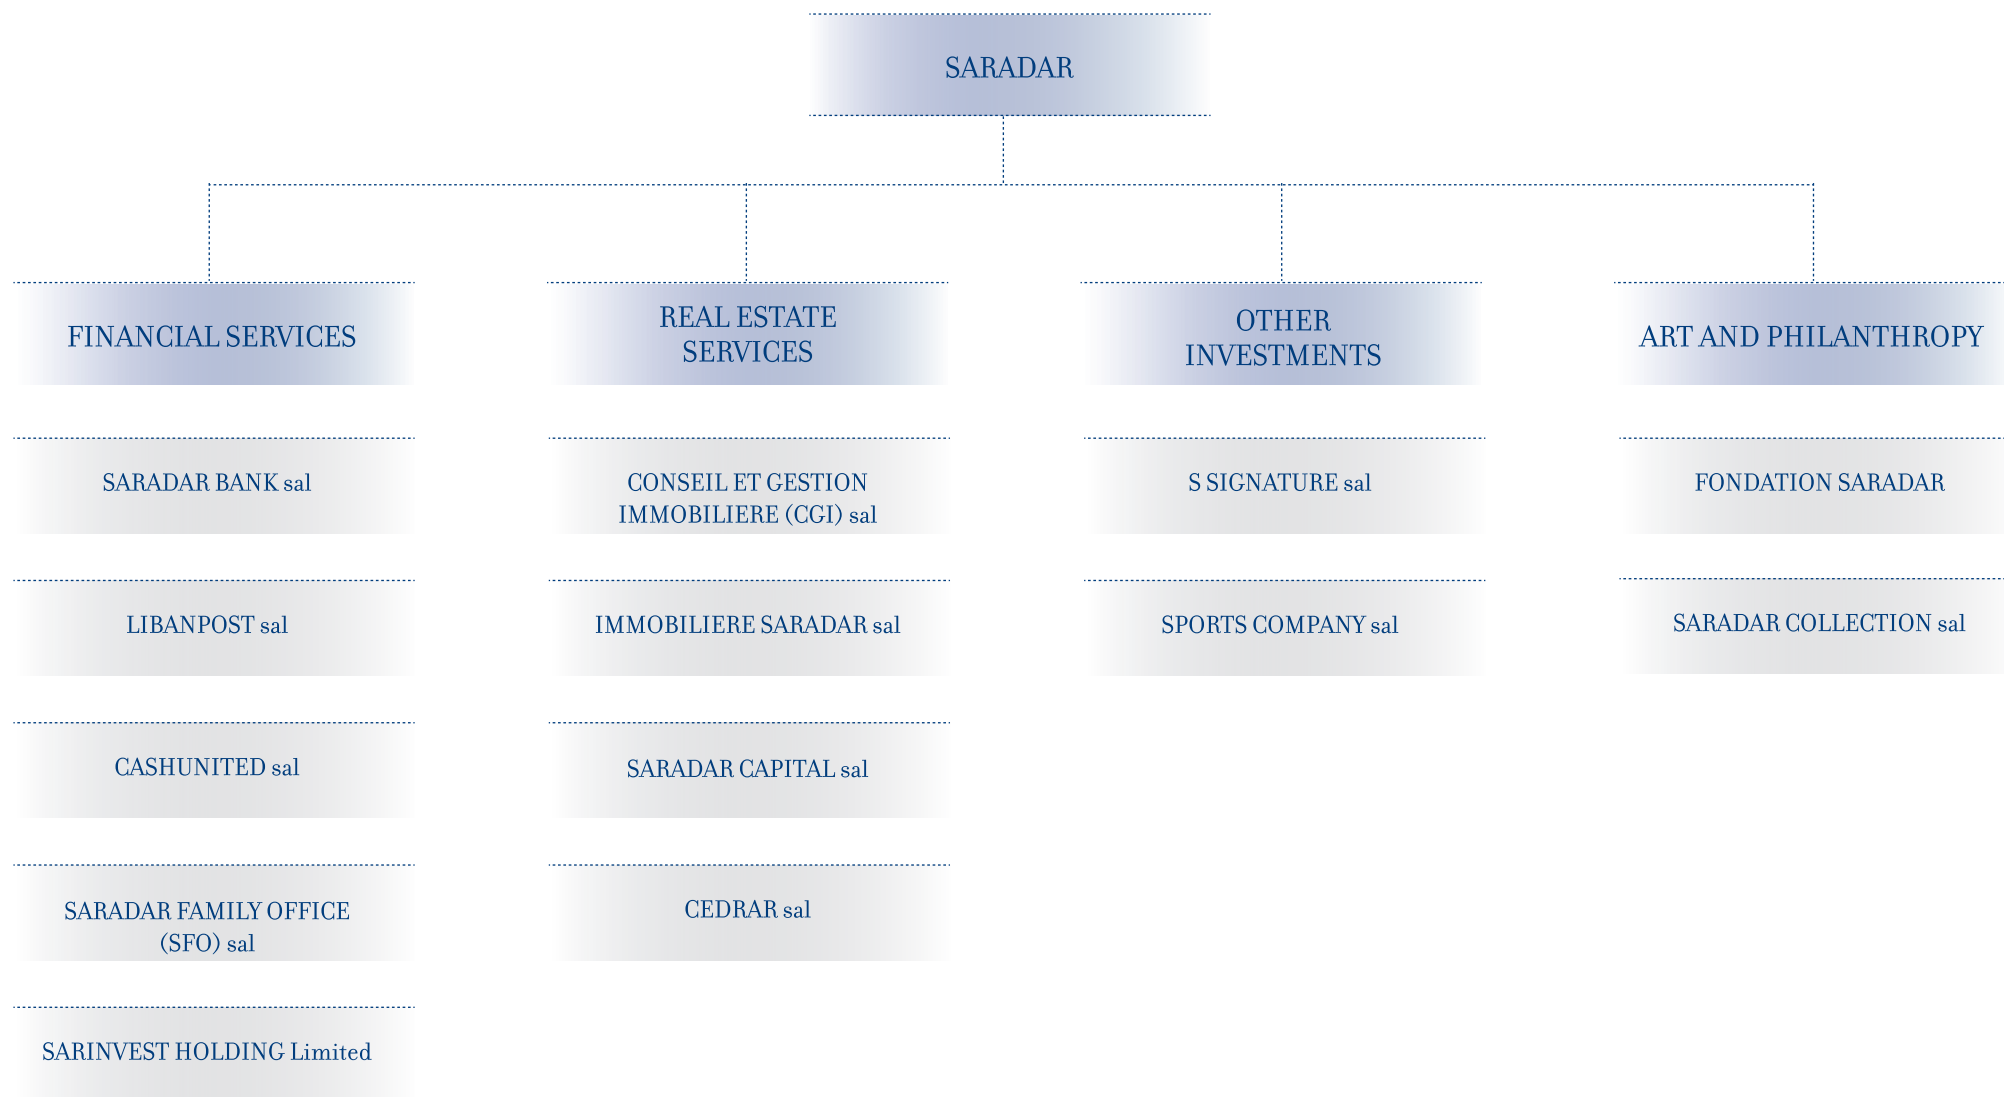 SARADAR
FINANCIAL SERVICES
REAL ESTATE
SERVICES
OTHER
INVESTMENTS
ART AND PHILANTHROPY
SARADAR BANK sal
CONSEIL ET GESTION
IMMOBILIERE (CGI) sal
S SIGNATURE sal
FONDATION SARADAR
LIBANPOST sal
IMMOBILIERE SARADAR sal
SPORTS COMPANY sal
SARADAR COLLECTION sal
CASHUNITED sal
SARADAR CAPITAL sal
SARADAR FAMILY OFFICE
(SFO) sal
CEDRAR sal
SARINVEST HOLDING Limited